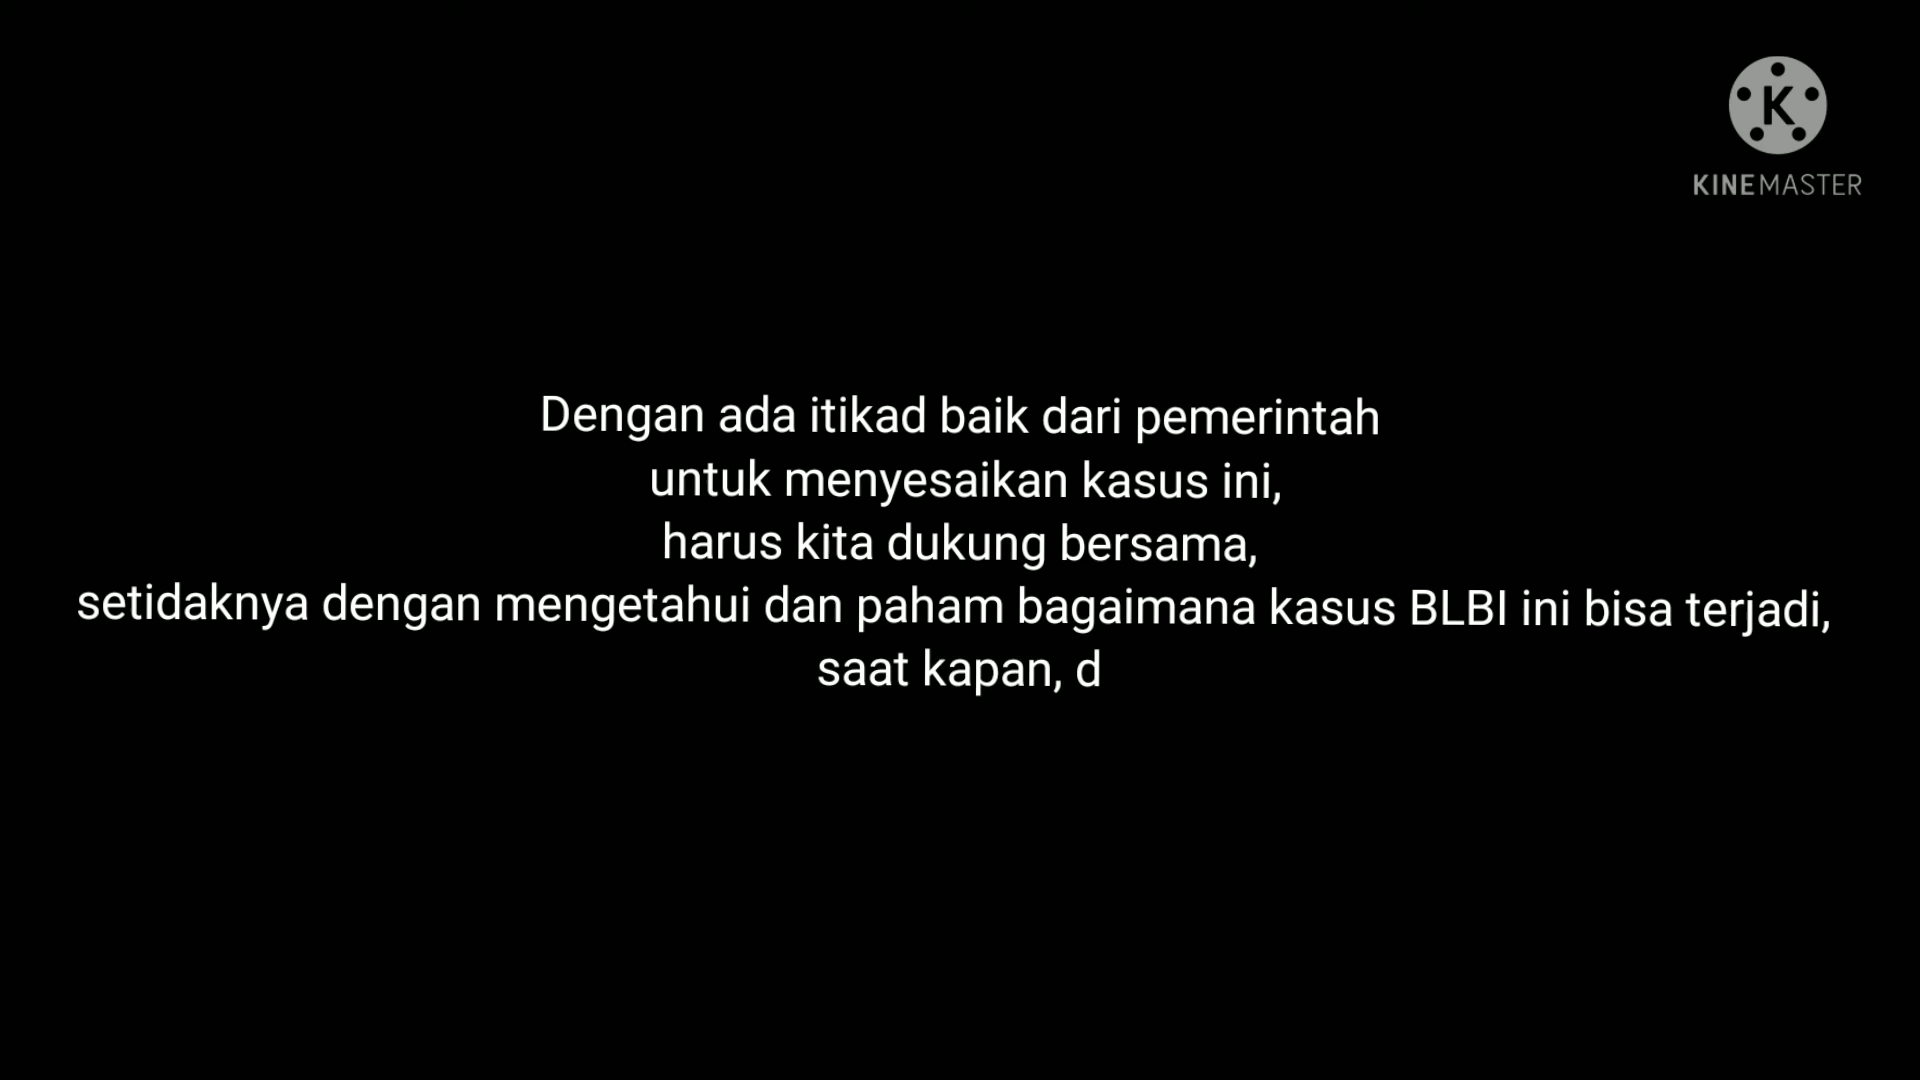 KINEMASTER
Dengan ada itikad baik dari pemerintah
untuk menyesaikan kasus ini,
harus kita dukung bersama,
setidaknya dengan mengetahui dan paham bagaimana kasus BLBI ini bisa terjadi,
saat kapan, d